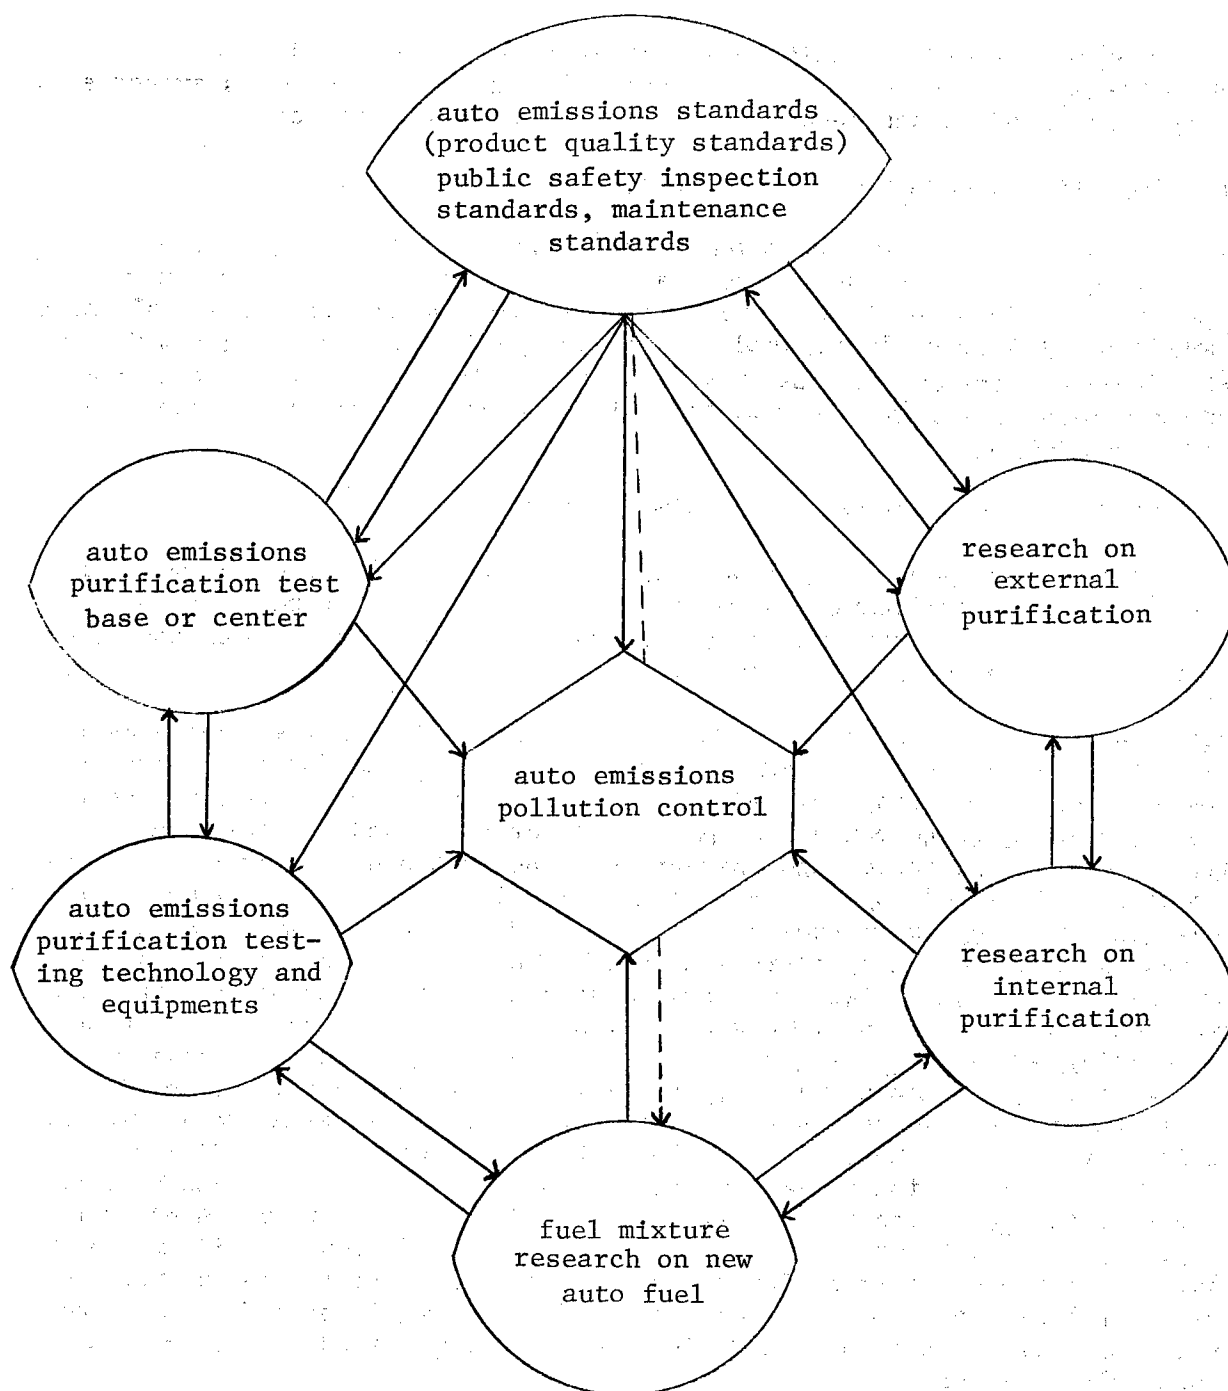 auto emissions standards
(product quality standards)
public safety inspection
standards, maintenance
standards
auto emissions
purification test
base or center
research on
external
purification
auto emissions
pollution control
auto emissions
purification test-
ing technology and
equipments
research on
internal
purification
fuel mixture
research on new
auto fuel